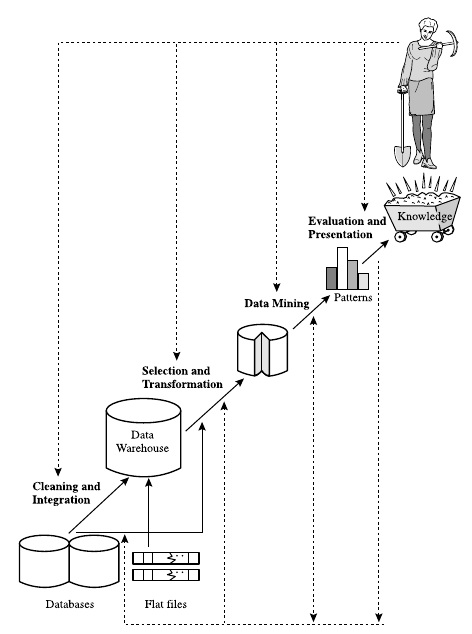 Knowledge
Evaluation and
Presentation
Patterns
Data Mining
Selection and
Transformation
Data
Warehouse
Cleaning and
Integration
Databases
Flat files